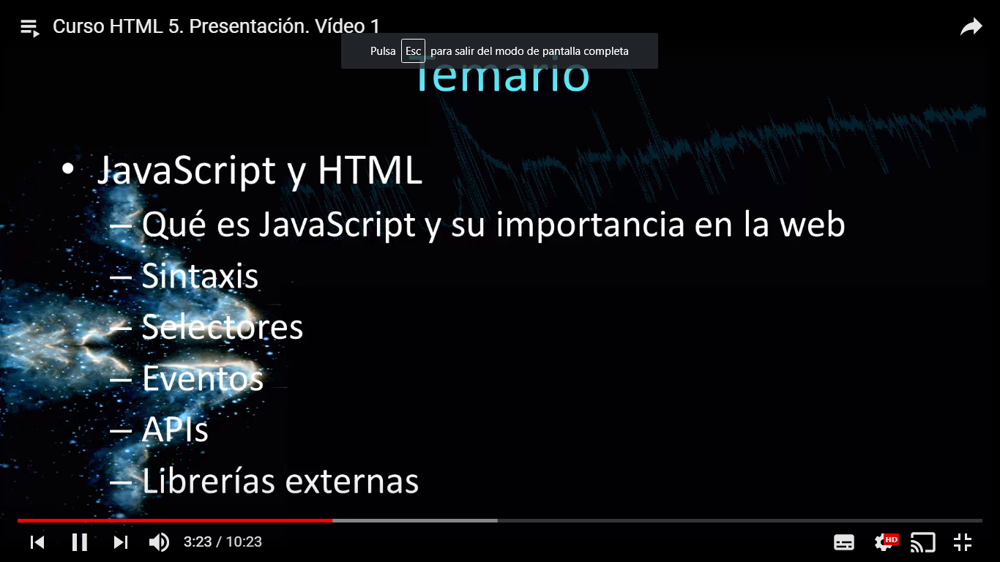 Curso HTML 5. Presentación. Vídeo 1
Pulsa Esc para salir del modo de pantalla completa
Temario
• JavaScript y HTML
– Qué es JavaScript y su importancia en la web
– Sintaxis
– Selectores
– Eventos
– APIs
– Librerías externas
3:23 / 10:23
HD